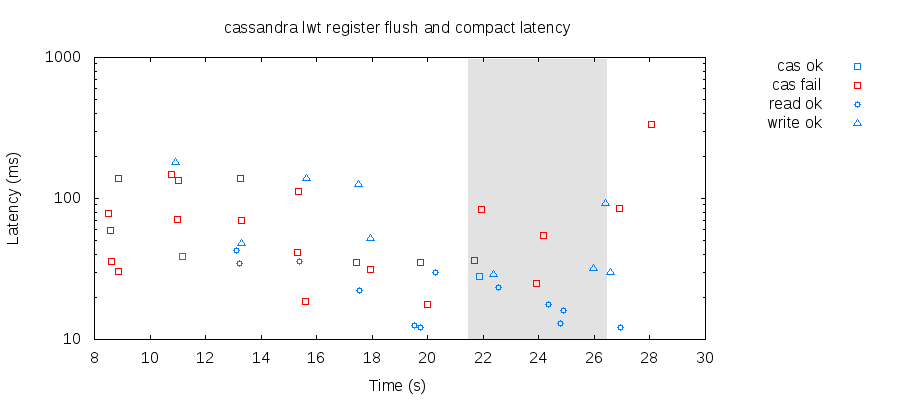 cassandra lwt register flush and compact latency
1000
100
10
Latency (ms)
8 10 12 14 16 18 20 22 24 26 28 30
Time (s)
cas ok
cas fail
read ok
write ok